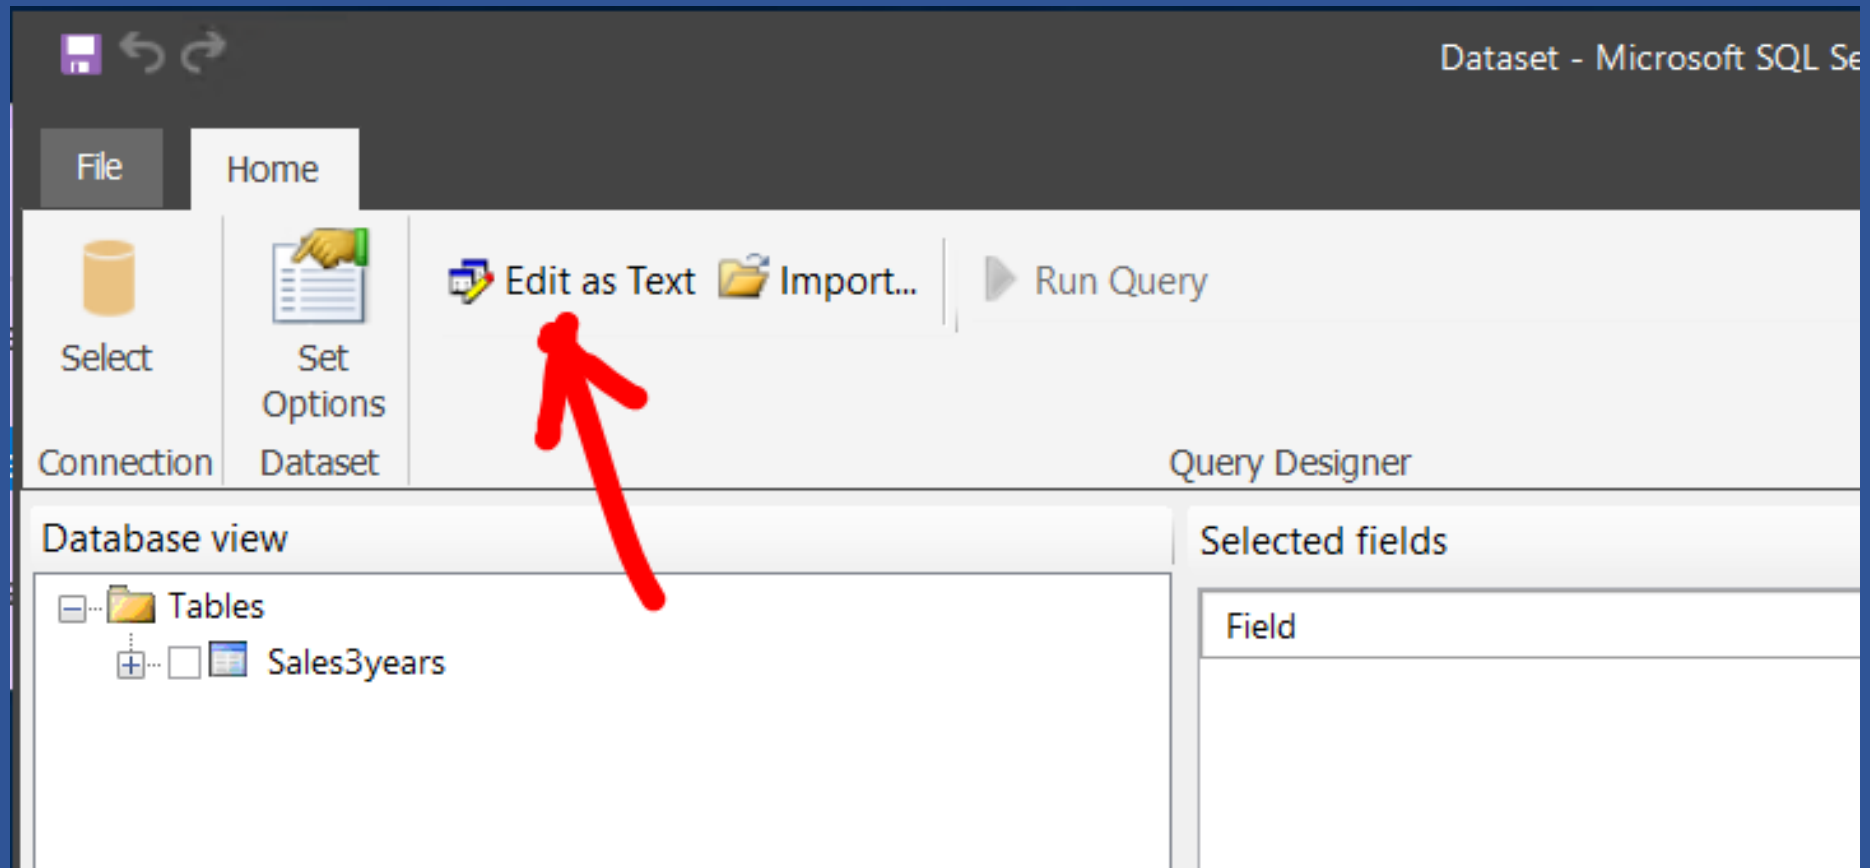 Dataset - Microsoft SQL Se
File
Home
Edit as Text
Import...
Run Query
Select
Set
Options
Connection
Dataset
Query Designer
Database view
Selected fields
Tables
Field
Sales3years